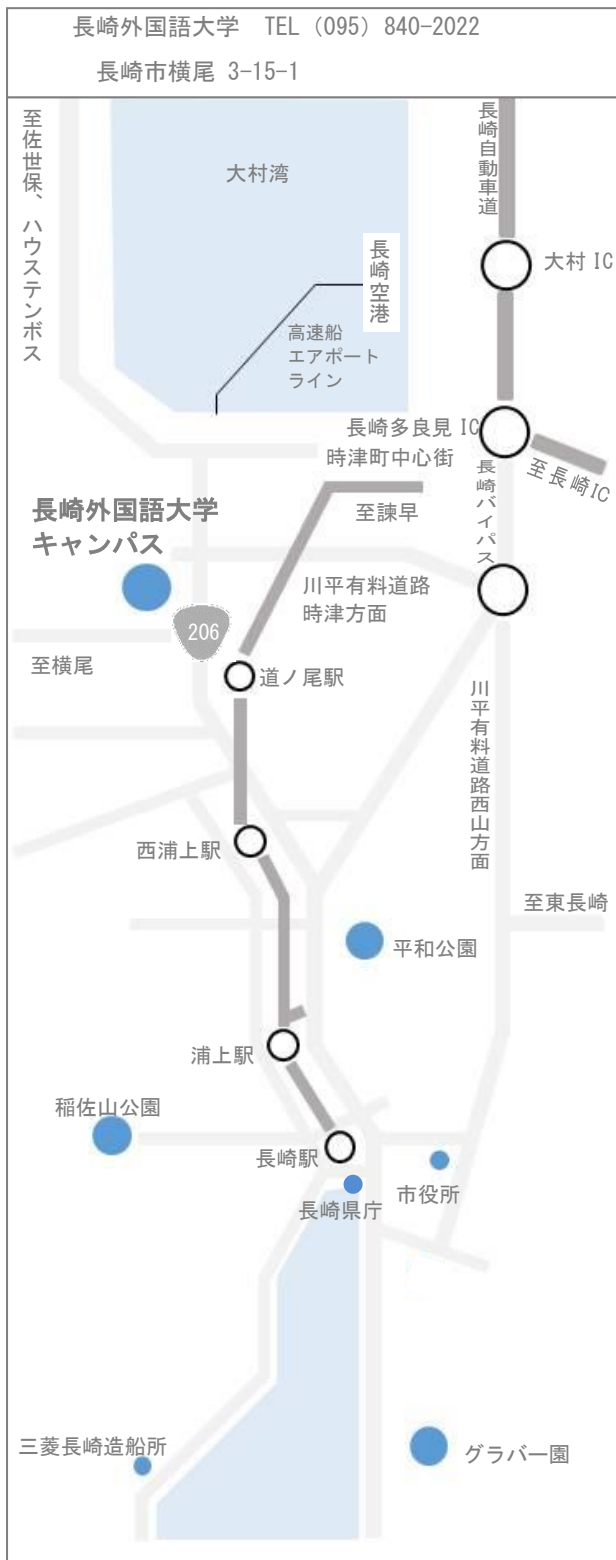 長崎外国語大学 TEL (095) 840-2022
長崎市横尾 3-15-1
至佐世保、ハウステンボス
大村湾
長崎自動車道
大村 IC
長崎空港
高速船
エアポート
ライン
長崎多良見 IC
時津町中心街
至長崎IC
長崎バイパス
至諫早
長崎外国語大学
キャンパス
川平有料道路
時津方面
206
至横尾
道ノ尾駅
川平有料道路西山方面
西浦上駅
至東長崎
平和公園
浦上駅
稲佐山公園
長崎駅
市役所
長崎県庁
三菱長崎造船所
グラバー園